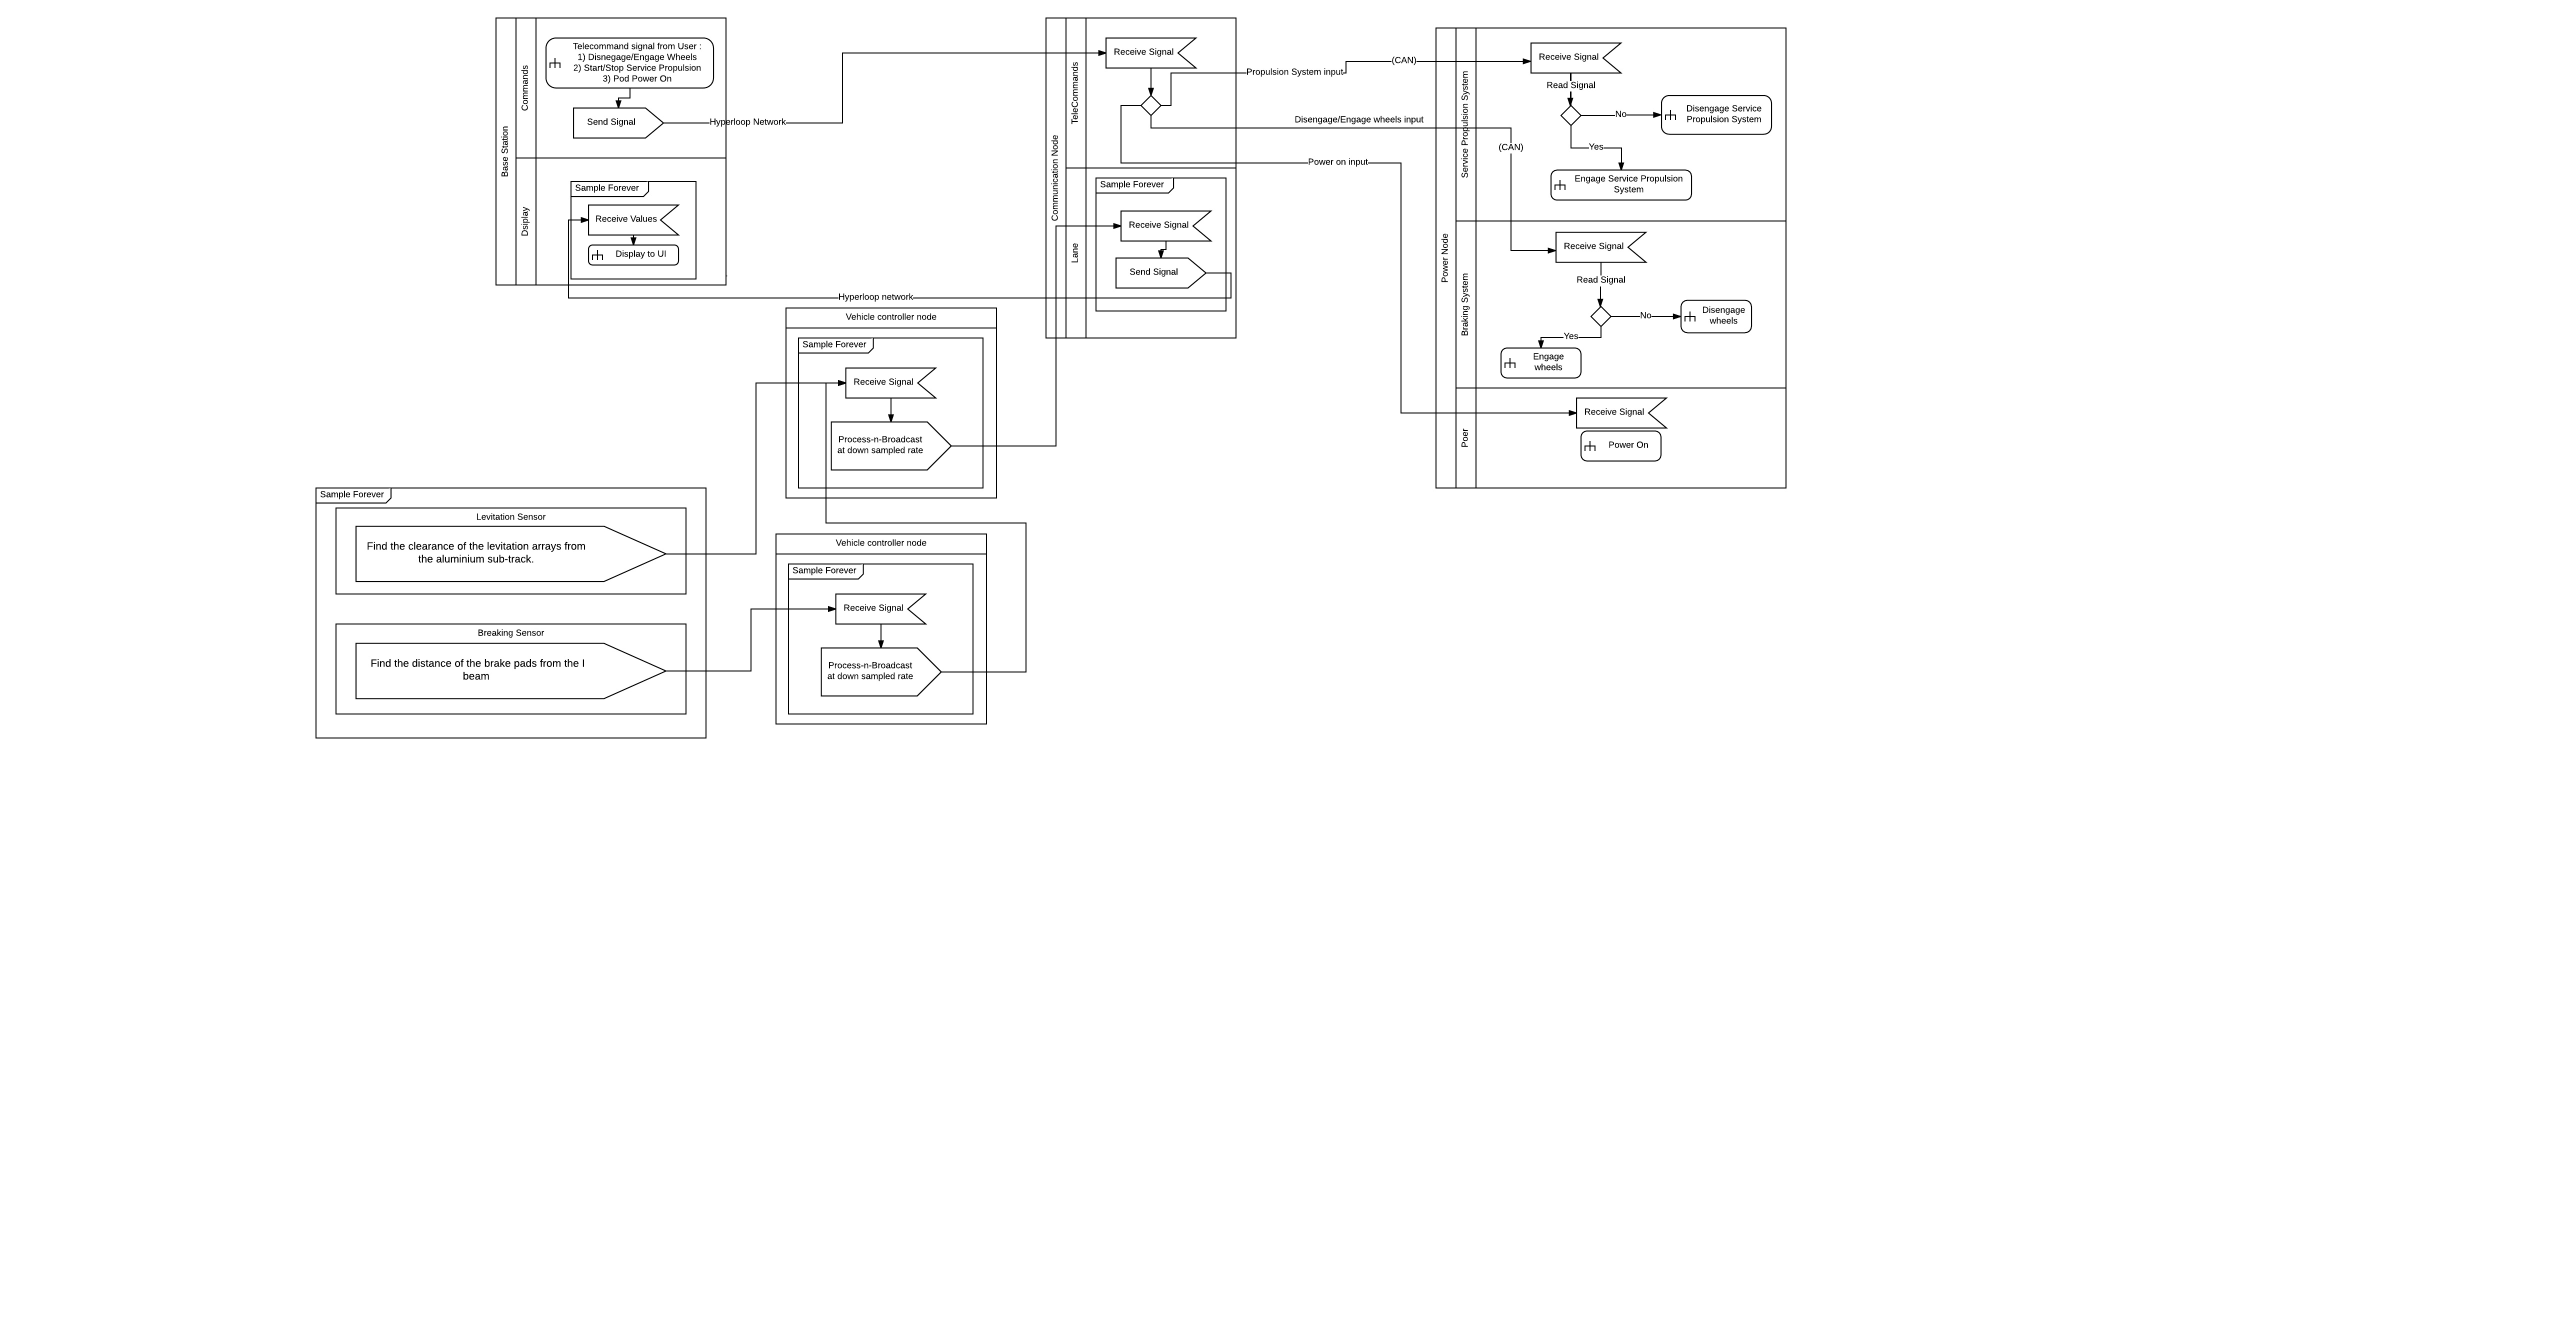 Base Station
Commands
Telecommand signal from User :
1) Disnegage/Engage Wheels
2) Start/Stop Service Propulsion
3) Pod Power On
Send Signal
Hyperloop Network
Dsiplay
Sample Forever
Receive Values
Display to UI
Hyperloop network
Communication Node
TeleCommands
Receive Signal
Propulsion System input
(CAN)
Disengage/Engage wheels input
(CAN)
Power on input
Lane
Sample Forever
Receive Signal
Send Signal
Power Node
Service Propulsion System
Receive Signal
Read Signal
No
Disengage Service
Propulsion System
Yes
Engage Service Propulsion
System
Braking System
Receive Signal
Read Signal
No
Disengage
wheels
Yes
Engage
wheels
Poer
Receive Signal
Power On
Vehicle controller node
Sample Forever
Receive Signal
Process-n-Broadcast
at down sampled rate
Sample Forever
Levitation Sensor
Find the clearance of the levitation arrays from
the aluminium sub-track.
Breaking Sensor
Find the distance of the brake pads from the I
beam
Vehicle controller node
Sample Forever
Receive Signal
Process-n-Broadcast
at down sampled rate